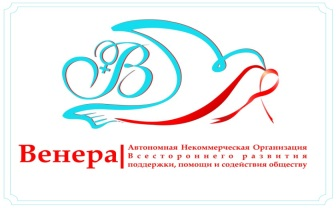 В
Венера
Автономная Некоммерческая Организация
Всестороннего развития
поддержки, помощи и содействия обществу